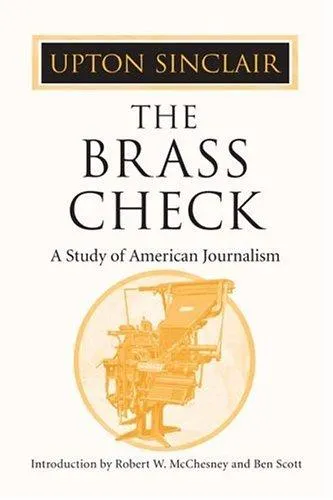 UPTON SINCLAIR
THE
BRASS
CHECK
A Study of American Journalism
Introduction by Robert W. McChesney and Ben Scott